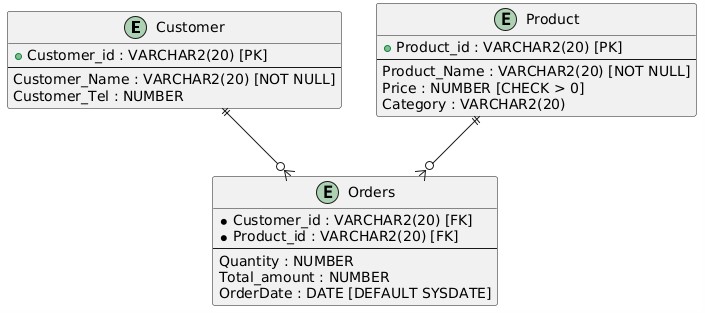 E Customer
Customer_id : VARCHAR2(20) [PK]
Customer_Name : VARCHAR2(20) [NOT NULL]
Customer_Tel : NUMBER
E Product
Product_id : VARCHAR2(20) [PK]
Product_Name : VARCHAR2(20) [NOT NULL]
Price : NUMBER [CHECK > 0]
Category : VARCHAR2(20)
E Orders
Customer_id : VARCHAR2(20) [FK]
Product_id : VARCHAR2(20) [FK]
Quantity : NUMBER
Total_amount : NUMBER
OrderDate : DATE [DEFAULT SYSDATE]